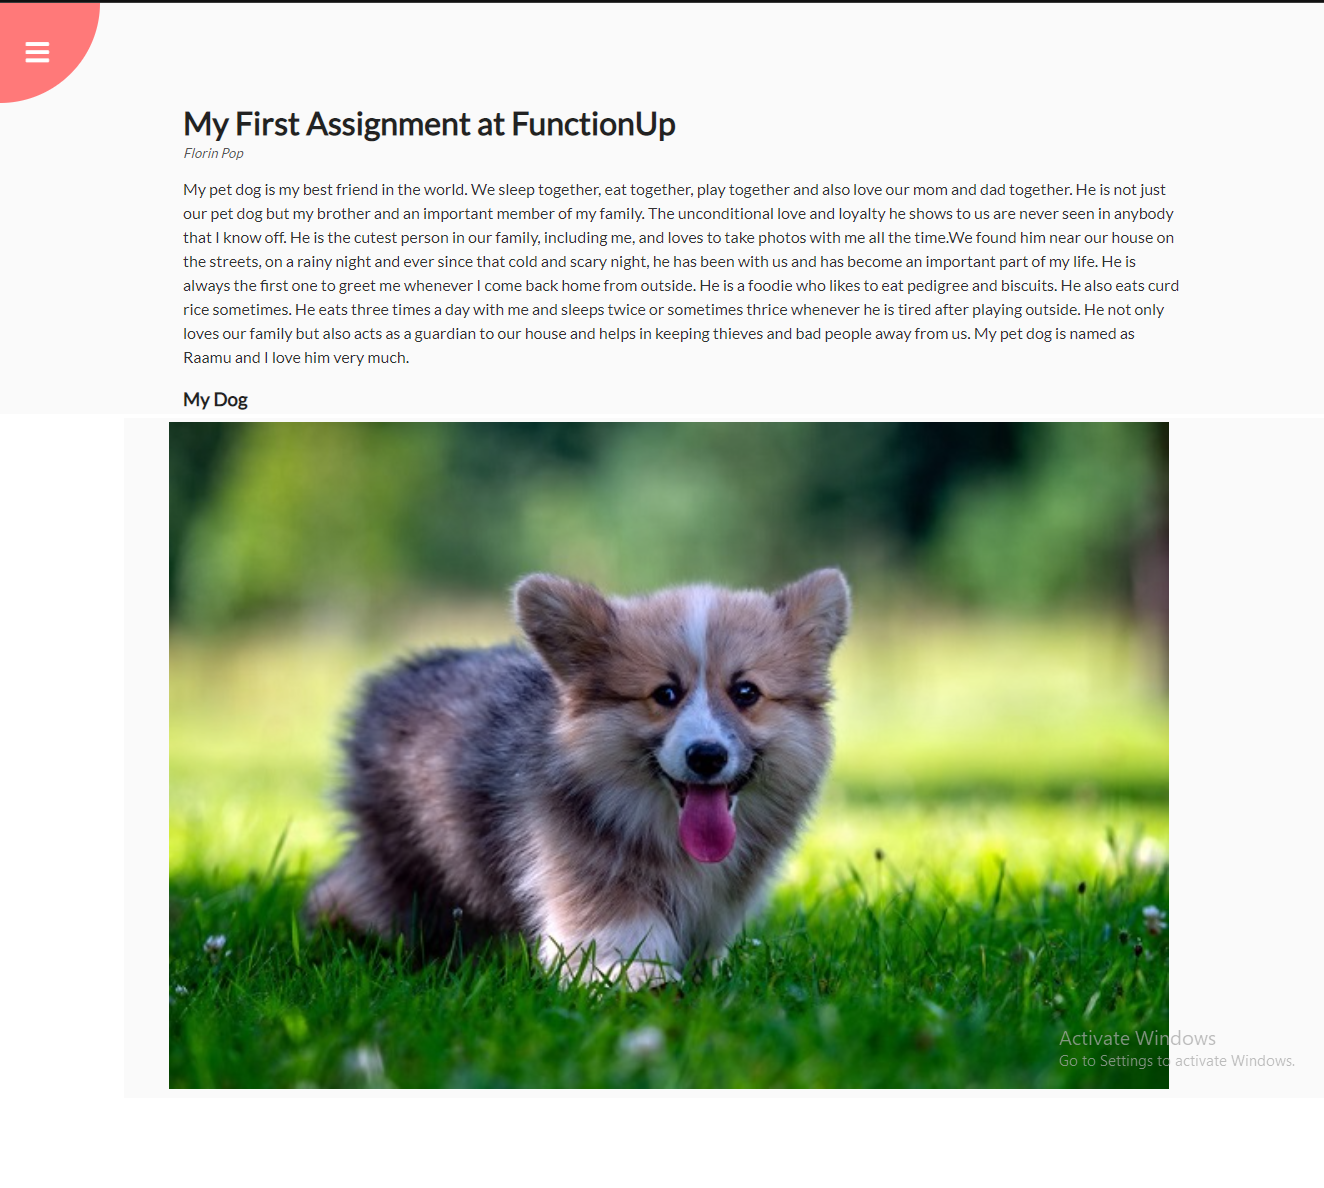 My First Assignment at FunctionUp
Florin Pop
My pet dog is my best friend in the world. We sleep together, eat together, play together and also love our mom and dad together. He is not just
our pet dog but my brother and an important member of my family. The unconditional love and loyalty he shows to us are never seen in anybody
that I know off. He is the cutest person in our family, including me, and loves to take photos with me all the time.We found him near our house on
the streets, on a rainy night and ever since that cold and scary night, he has been with us and has become an important part of my life. He is
always the first one to greet me whenever I come back home from outside. He is a foodie who likes to eat pedigree and biscuits. He also eats curd
rice sometimes. He eats three times a day with me and sleeps twice or sometimes thrice whenever he is tired after playing outside. He not only
loves our family but also acts as a guardian to our house and helps in keeping thieves and bad people away from us. My pet dog is named as
Raamu and I love him very much.
My Dog
Activate Windows
Go to Settings to activate Windows.